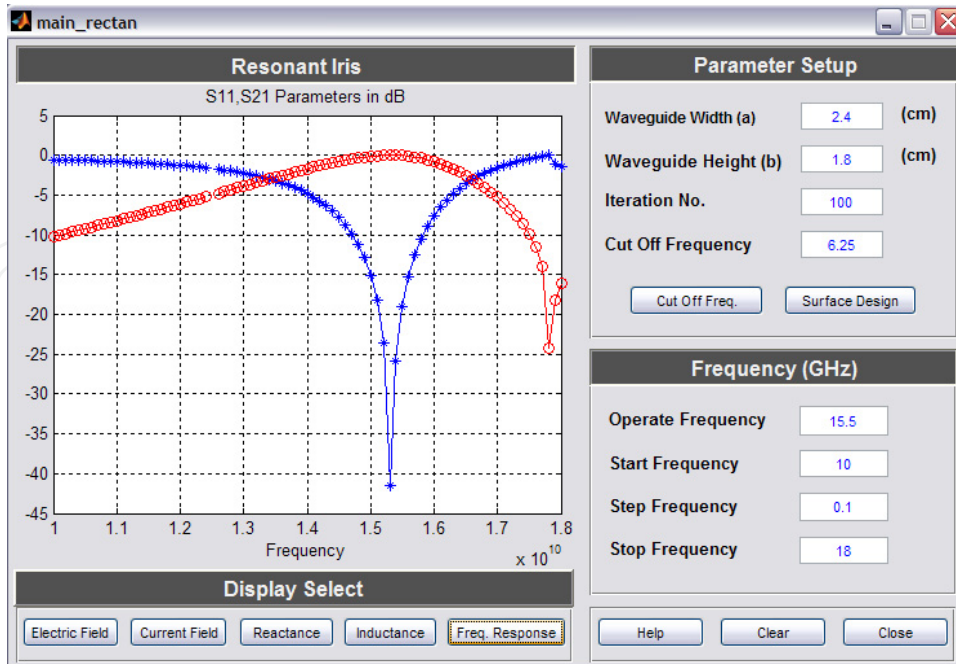 main_rectan
Resonant Iris
S11,S21 Parameters in dB
5
0
-5
-10
-15
-20
-25
-30
-35
-40
-45
1 1.1 1.2 1.3 1.4 1.5 1.6 1.7 1.8
Frequency
x 10^10
Display Select
Electric Field Current Field Reactance Inductance Freq. Response
Parameter Setup
Waveguide Width (a) 2.4 (cm)
Waveguide Height (b) 1.8 (cm)
Iteration No. 100
Cut Off Frequency 6.25
Cut Off Freq. Surface Design
Frequency (GHz)
Operate Frequency 15.5
Start Frequency 10
Step Frequency 0.1
Stop Frequency 18
Help Clear Close